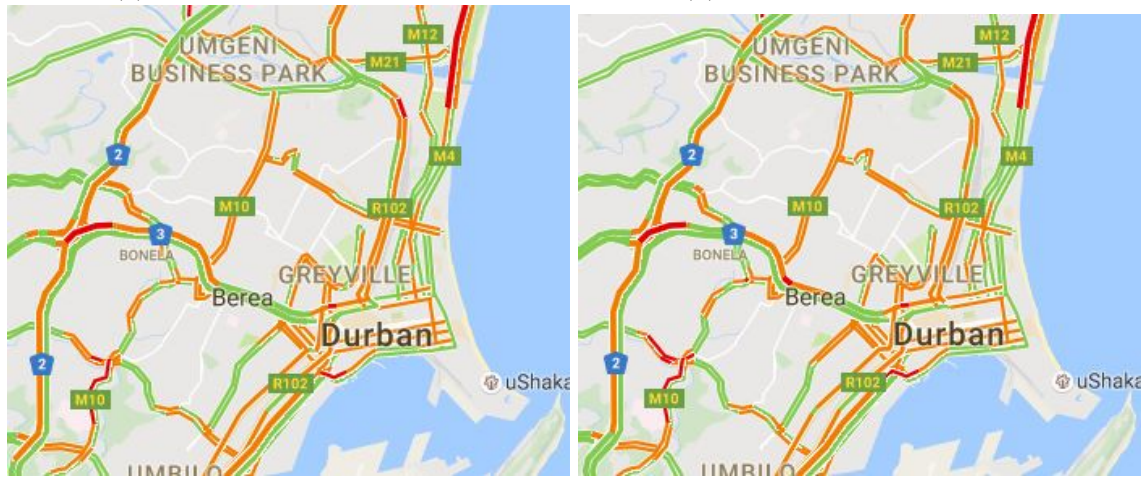 M12
UMGENI
BUSINESS PARK
M21
2
M4
M10
R102
3
BONELA
GREYVILLE
Berea
Durban
2
R102
uShaka
M10
UMBILO
M12
UMGENI
BUSINESS PARK
M21
2
M4
M10
R102
3
BONELA
GREYVILLE
Berea
Durban
2
R102
uShaka
M10
UMBILO